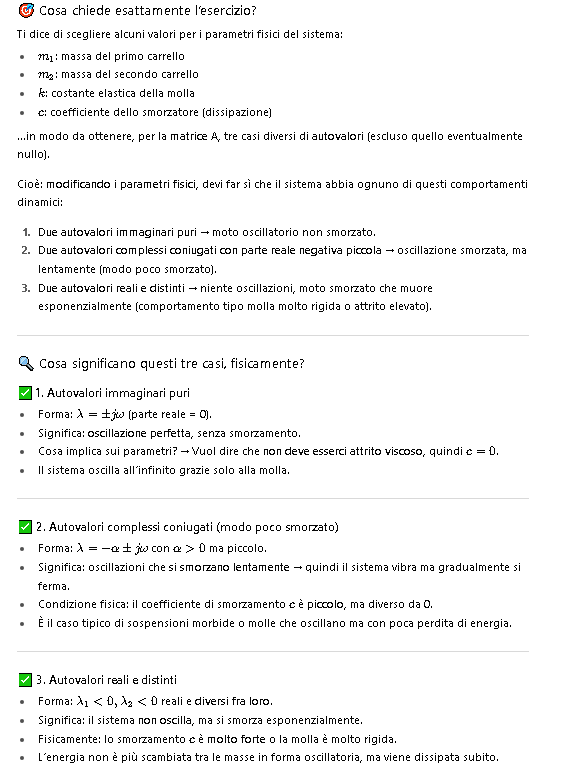 🎯 Cosa chiede esattamente l'esercizio?
Ti dice di scegliere alcuni valori per i parametri fisici del sistema:
• m₁: massa del primo carrello
• m₂: massa del secondo carrello
• k: costante elastica della molla
• c: coefficiente dello smorzatore (dissipazione)
...in modo da ottenere, per la matrice A, tre casi diversi di autovalori (escluso quello eventualmente
nullo).
Cioè: modificando i parametri fisici, devi far sì che il sistema abbia ognuno di questi comportamenti
dinamici:
1. Due autovalori immaginari puri → moto oscillatorio non smorzato.
2. Due autovalori complessi coniugati con parte reale negativa piccola → oscillazione smorzata, ma
lentamente (modo poco smorzato).
3. Due autovalori reali e distinti → niente oscillazioni, moto smorzato che muore
esponenzialmente (comportamento tipo molla molto rigida o attrito elevato).
🔍 Cosa significano questi tre casi, fisicamente?
✅ 1. Autovalori immaginari puri
• Forma: λ = ±jω (parte reale = 0).
• Significa: oscillazione perfetta, senza smorzamento.
• Cosa implica sui parametri? → Vuol dire che non deve esserci attrito viscoso, quindi c = 0.
• Il sistema oscilla all'infinito grazie solo alla molla.
✅ 2. Autovalori complessi coniugati (modo poco smorzato)
• Forma: λ = −α ± jω con α > 0 ma piccolo.
• Significa: oscillazioni che si smorzano lentamente → quindi il sistema vibra ma gradualmente si
ferma.
• Condizione fisica: il coefficiente di smorzamento c è piccolo, ma diverso da 0.
• È il caso tipico di sospensioni morbide o molle che oscillano ma con poca perdita di energia.
✅ 3. Autovalori reali e distinti
• Forma: λ₁ < 0, λ₂ < 0 reali e diversi fra loro.
• Significa: il sistema non oscilla, ma si smorza esponenzialmente.
• Fisicamente: lo smorzamento c è molto forte o la molla è molto rigida.
• L'energia non è più scambiata tra le masse in forma oscillatoria, ma viene dissipata subito.